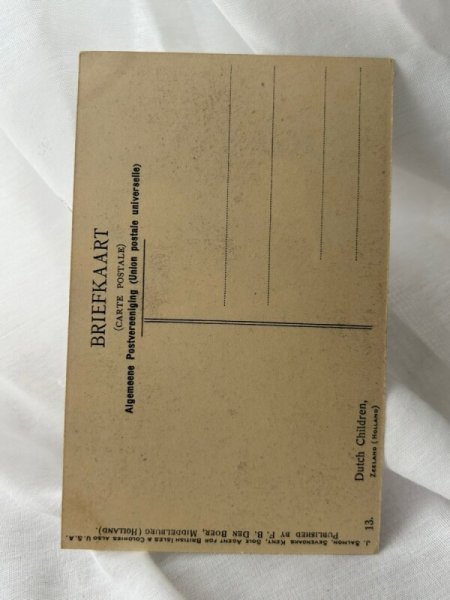 BRIEFKAART
(CARTE POSTALE)
Algemeene Postvereeniging (Union postale universelle)
Dutch Children,
ZEELAND (HOLLAND)
13.
PUBLISHED BY F. B. DEN BOER, MIDDELBURG (HOLLAND).
J. SALMON, SEVENOAKS KENT, SOLE AGENT FOR BRITISH ISLES & COLONIES ALSO U.S.A.